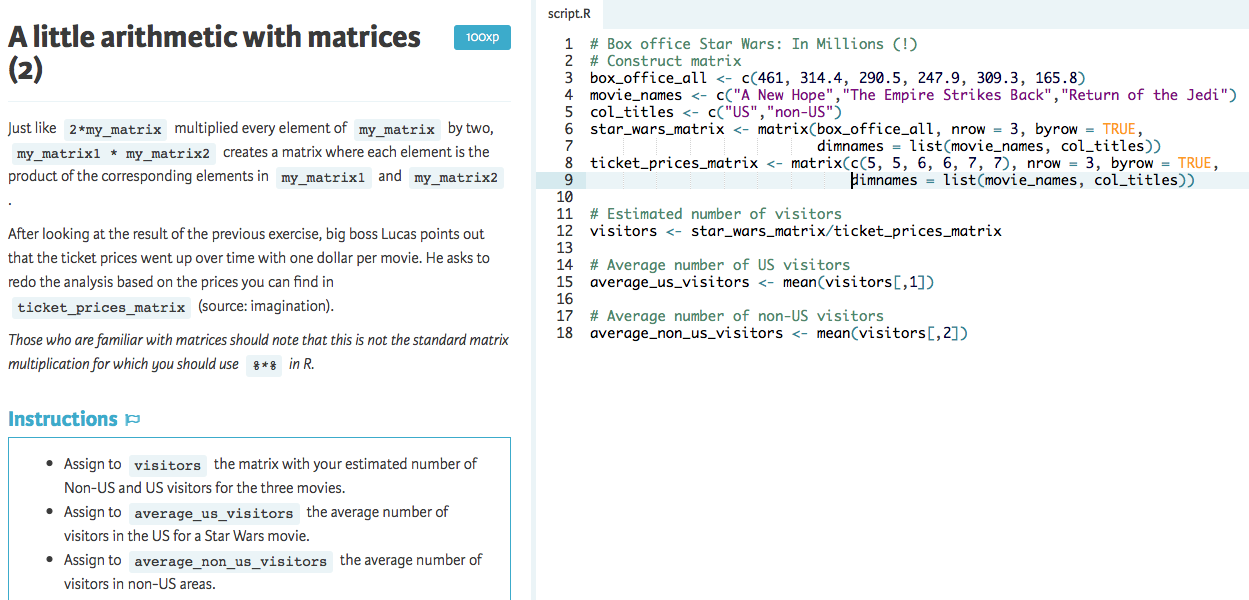 A little arithmetic with matrices
(2)
100xp
Just like 2*my_matrix multiplied every element of my_matrix by two,
my_matrix1 * my_matrix2 creates a matrix where each element is the
product of the corresponding elements in my_matrix1 and my_matrix2
.
After looking at the result of the previous exercise, big boss Lucas points out
that the ticket prices went up over time with one dollar per movie. He asks to
redo the analysis based on the prices you can find in
ticket_prices_matrix (source: imagination).
Those who are familiar with matrices should note that this is not the standard matrix
multiplication for which you should use %*% in R.
Instructions
• Assign to visitors the matrix with your estimated number of
Non-US and US visitors for the three movies.
• Assign to average_us_visitors the average number of
visitors in the US for a Star Wars movie.
• Assign to average_non_us_visitors the average number of
visitors in non-US areas.
script.R
1 # Box office Star Wars: In Millions (!)
2 # Construct matrix
3 box_office_all <- c(461, 314.4, 290.5, 247.9, 309.3, 165.8)
4 movie_names <- c("A New Hope","The Empire Strikes Back","Return of the Jedi")
5 col_titles <- c("US","non-US")
6 star_wars_matrix <- matrix(box_office_all, nrow = 3, byrow = TRUE,
7 dimnames = list(movie_names, col_titles))
8 ticket_prices_matrix <- matrix(c(5, 5, 6, 6, 7, 7), nrow = 3, byrow = TRUE,
9 dimnames = list(movie_names, col_titles))
10
11 # Estimated number of visitors
12 visitors <- star_wars_matrix/ticket_prices_matrix
13
14 # Average number of US visitors
15 average_us_visitors <- mean(visitors[,1])
16
17 # Average number of non-US visitors
18 average_non_us_visitors <- mean(visitors[,2])